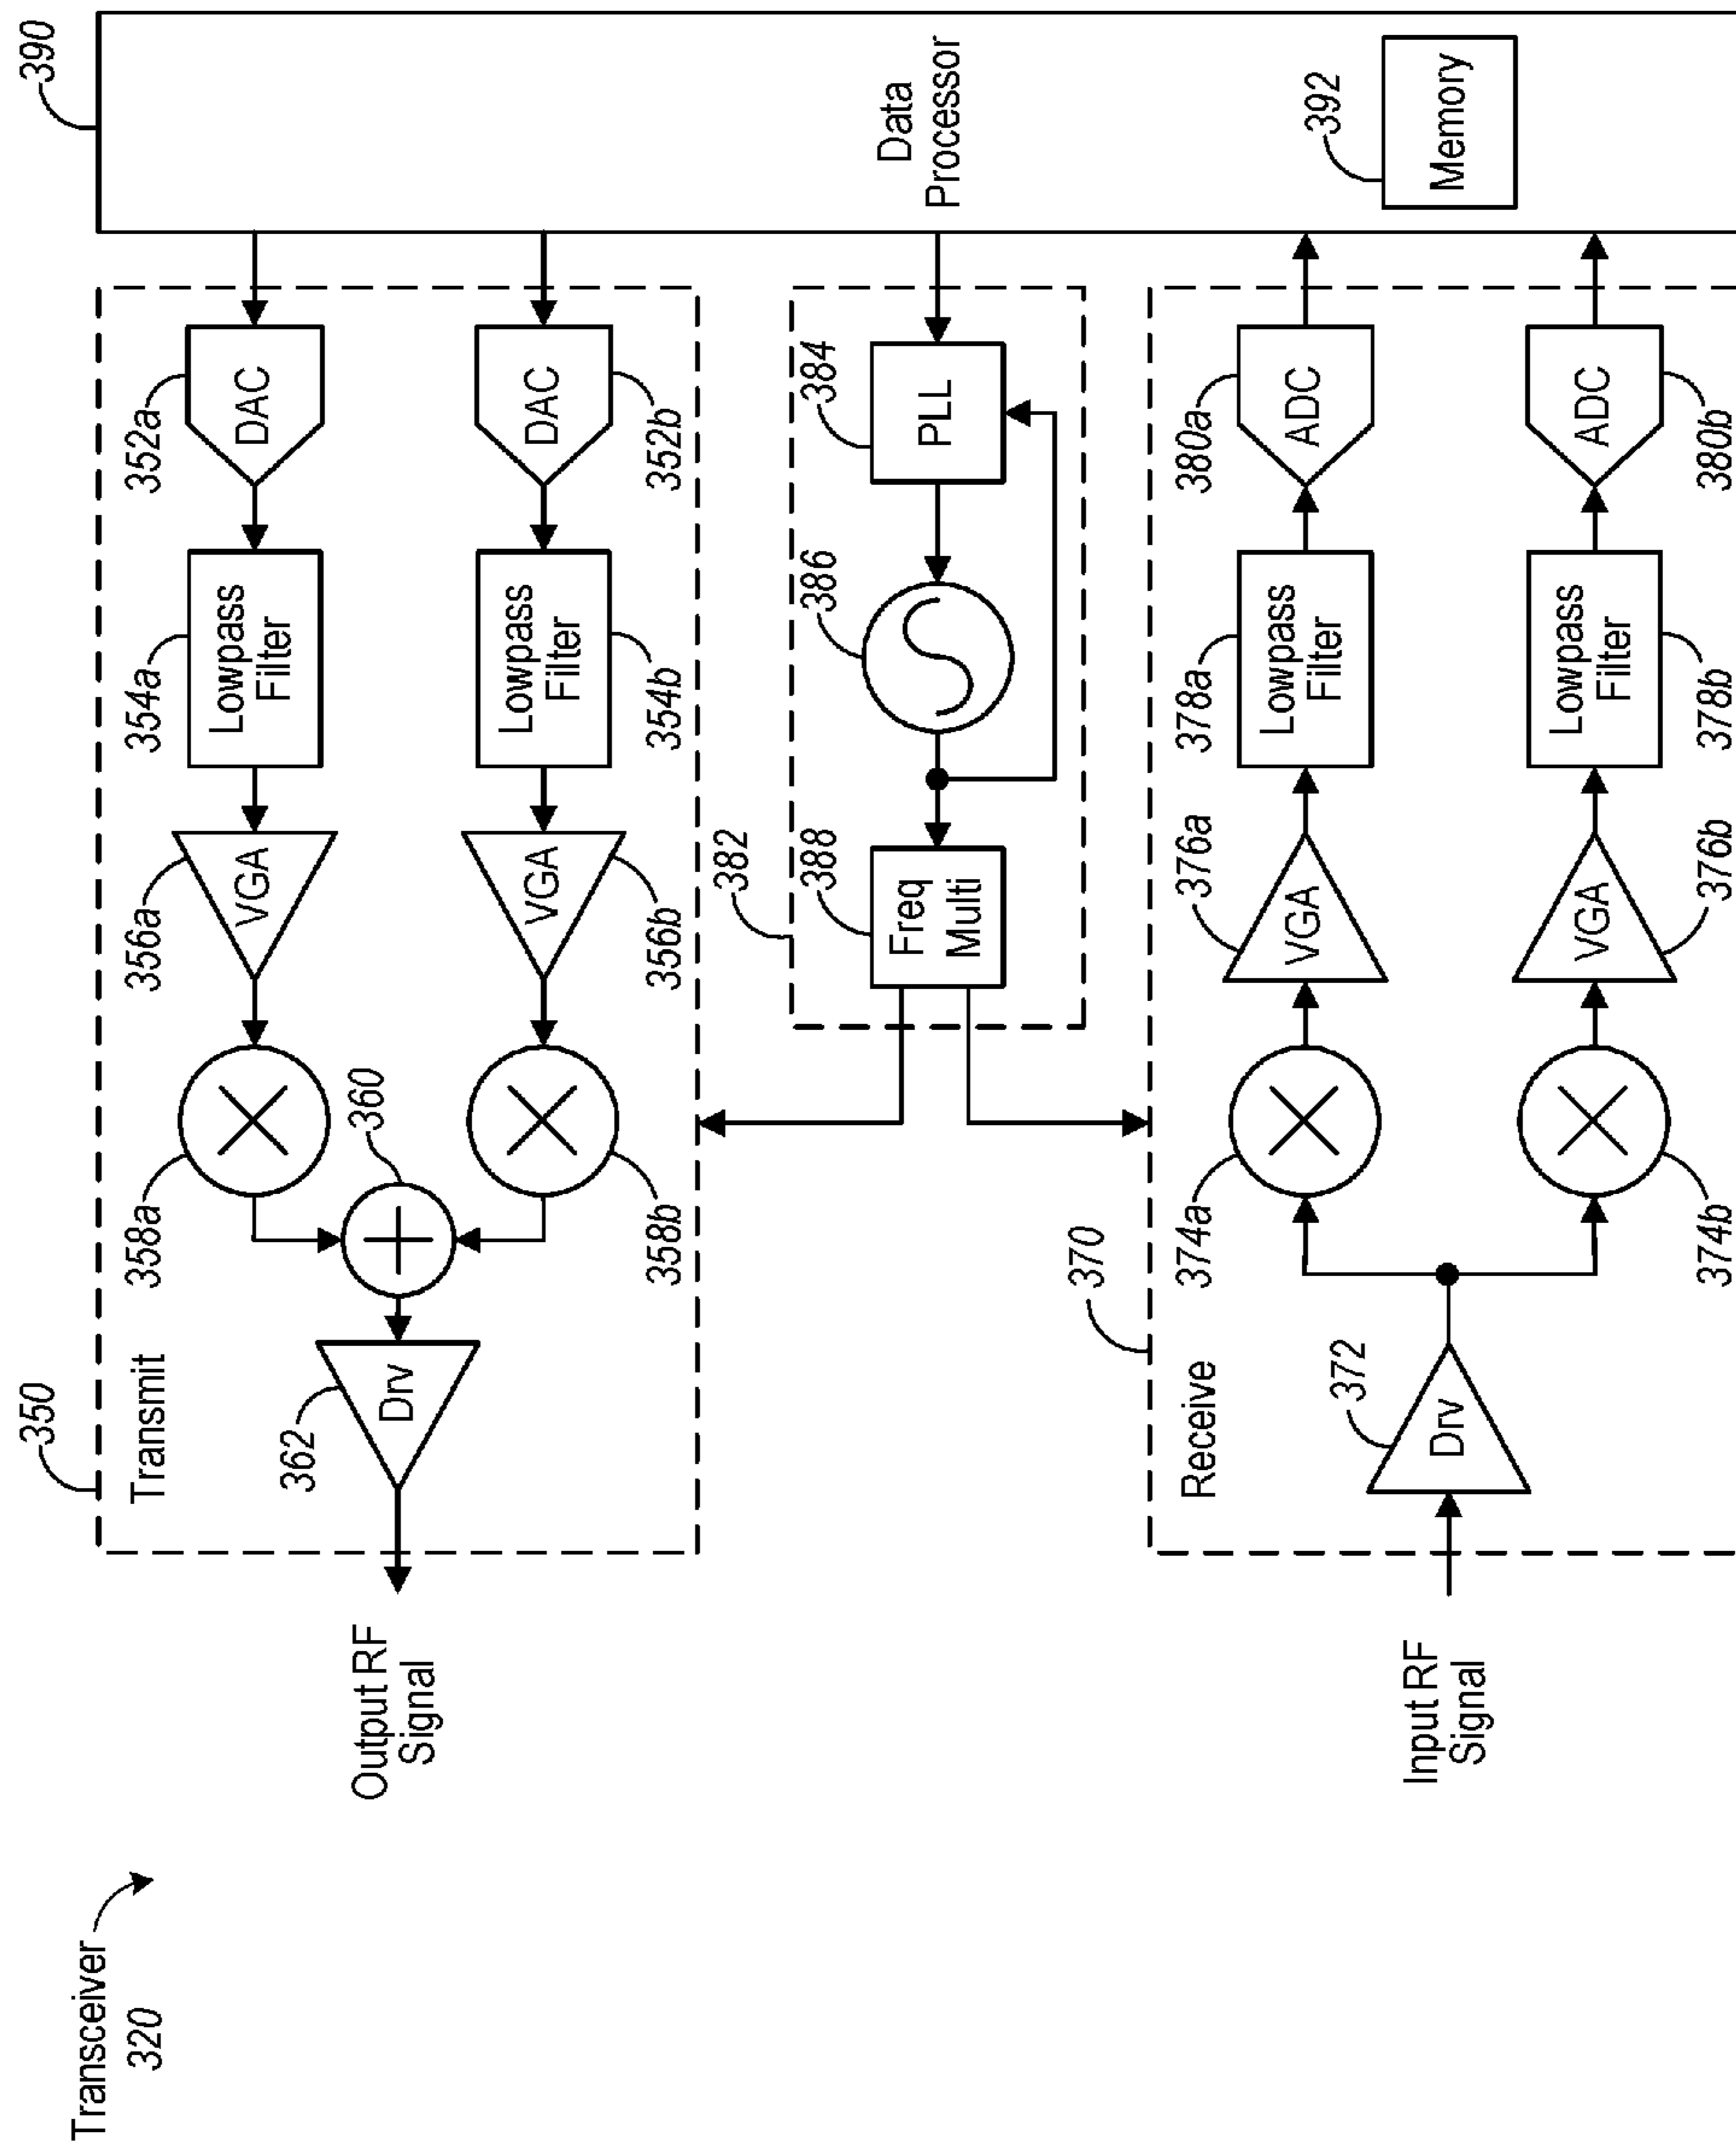 Transceiver
320
350
Transmit
Output RF
Signal
362
Drv
360
358a
358b
356a
VGA
356b
VGA
354a
Lowpass
Filter
354b
Lowpass
Filter
352a
DAC
352b
DAC
390
Data
Processor
392
Memory
382
388
Freq
Multi
386
384
PLL
370
Receive
Input RF
Signal
372
Drv
374a
374b
376a
VGA
376b
VGA
378a
Lowpass
Filter
378b
Lowpass
Filter
380a
ADC
380b
ADC